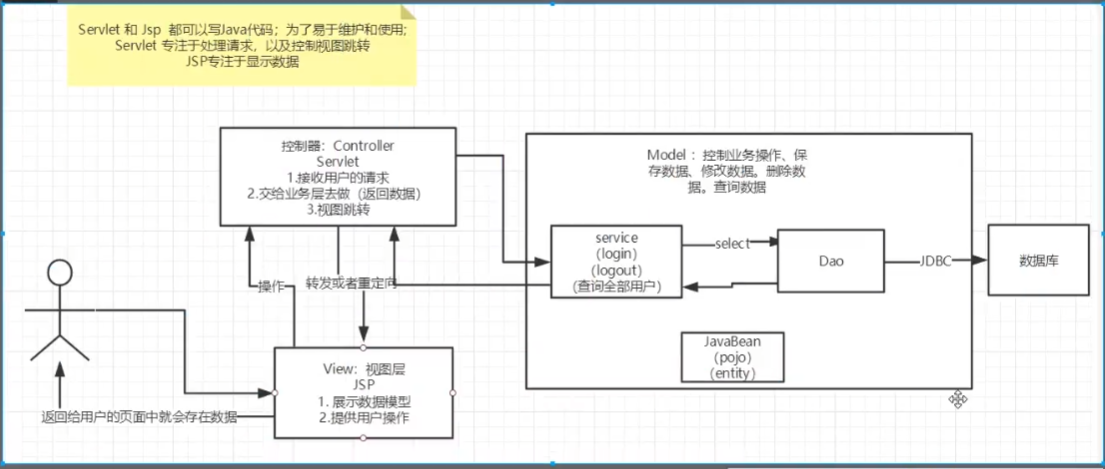 Servlet 和 Jsp 都可以写Java代码；为了易于维护和使用；
Servlet 专注于处理请求，以及控制视图跳转
JSP专注于显示数据
控制器：Controller
Servlet
1.接收用户的请求
2.交给业务层去做（返回数据）
3.视图跳转
Model ：控制业务操作、保
存数据、修改数据。删除数
据。查询数据
service
（login）
（logout）
（查询全部用户）
select
Dao
JDBC
数据库
操作
转发或者重定向
JavaBean
（pojo）
（entity）
View：视图层
JSP
1. 展示数据模型
2.提供用户操作
返回给用户的页面中就会存在数据